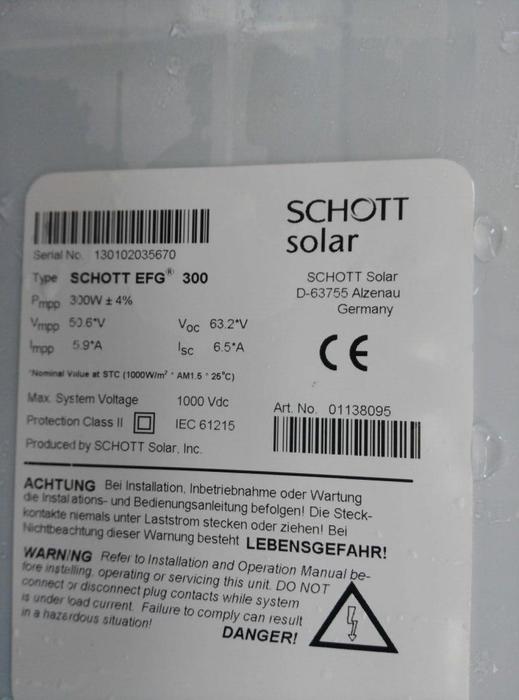 SCHOTT
solar
Serial No. 130102035670
Type SCHOTT EFG® 300
SCHOTT Solar
D-63755 Alzenau
Germany
Pmpp 300W ± 4%
Vmpp 50.6*V Voc 63.2*V
Impp 5.9*A Isc 6.5*A
CE
*Nominal Value at STC (1000W/m² * AM1.5 * 25°C)
Max. System Voltage 1000 Vdc
Protection Class II IEC 61215
Produced by SCHOTT Solar, Inc.
Art. No. 01138095
ACHTUNG Bei Installation, Inbetriebnahme oder Wartung
die Installations- und Bedienungsanleitung befolgen! Die Steck-
kontakte niemals unter Laststrom stecken oder ziehen! Bei
Nichtbeachtung dieser Warnung besteht LEBENSGEFAHR!
WARNING Refer to Installation and Operation Manual be-
fore installing, operating or servicing this unit. DO NOT
connect or disconnect plug contacts while system
is under load current. Failure to comply can result
in a hazardous situation!
DANGER!